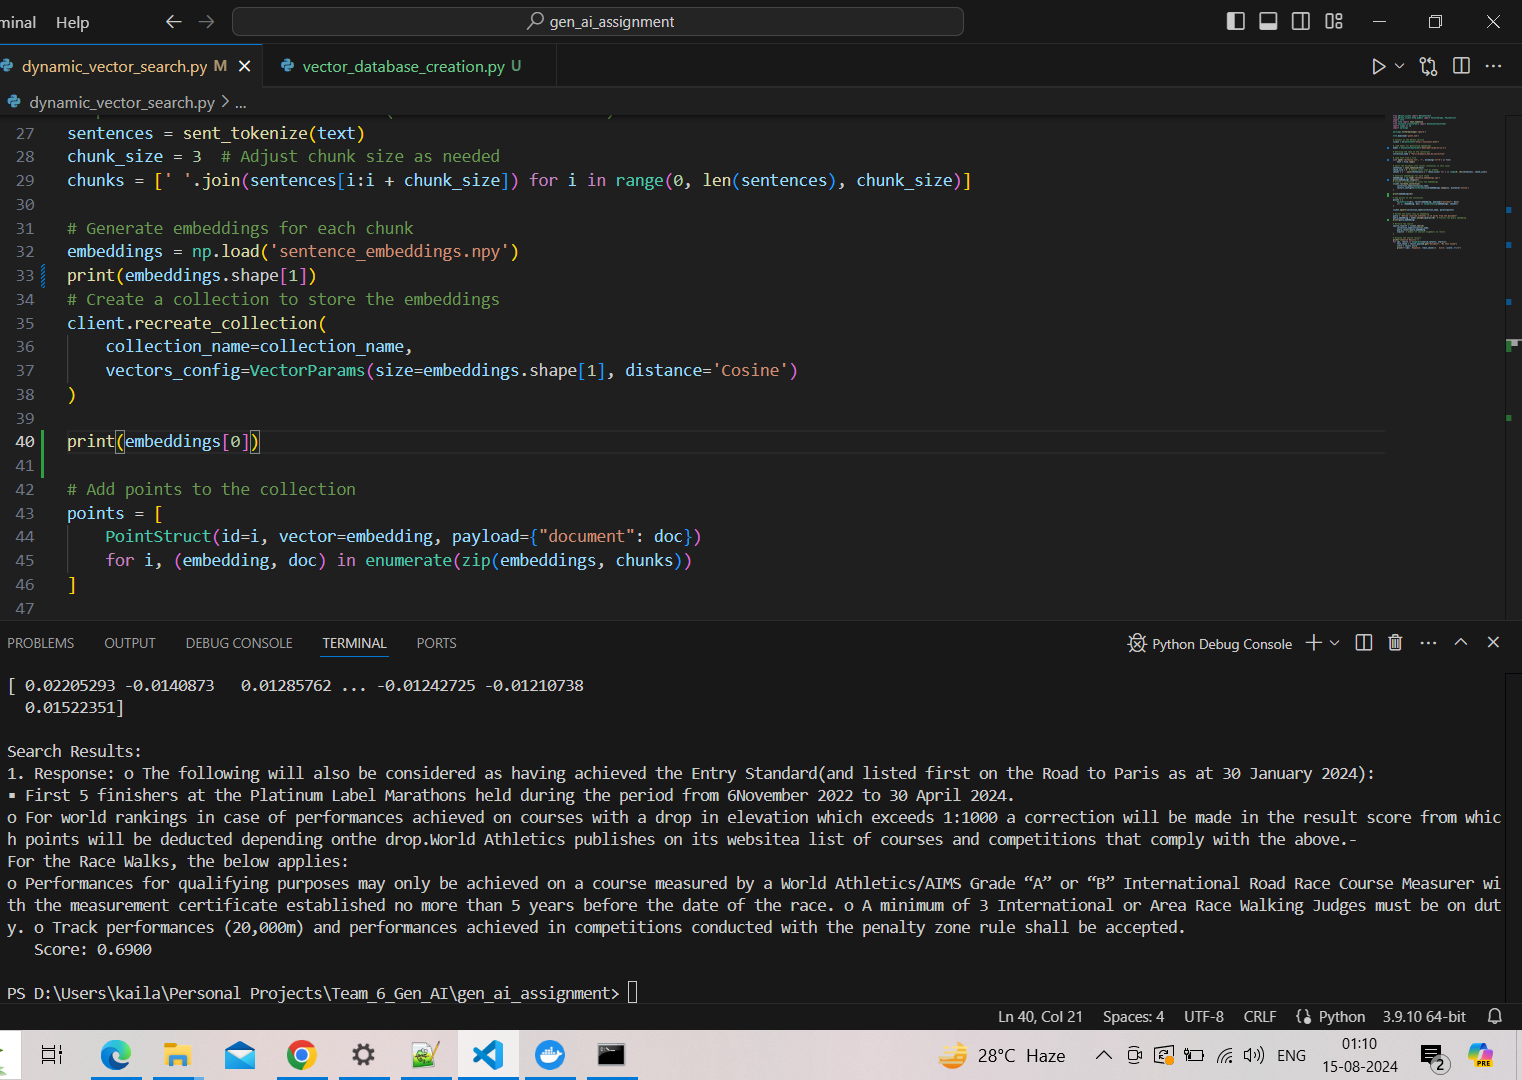 minal Help gen_ai_assignment
dynamic_vector_search.py M vector_database_creation.py U
dynamic_vector_search.py > ...
27 sentences = sent_tokenize(text)
28 chunk_size = 3  # Adjust chunk size as needed
29 chunks = [' '.join(sentences[i:i + chunk_size]) for i in range(0, len(sentences), chunk_size)]
30
31 # Generate embeddings for each chunk
32 embeddings = np.load('sentence_embeddings.npy')
33 print(embeddings.shape[1])
34 # Create a collection to store the embeddings
35 client.recreate_collection(
36     collection_name=collection_name,
37     vectors_config=VectorParams(size=embeddings.shape[1], distance='Cosine')
38 )
39
40 print(embeddings[0])
41
42 # Add points to the collection
43 points = [
44     PointStruct(id=i, vector=embedding, payload={"document": doc})
45     for i, (embedding, doc) in enumerate(zip(embeddings, chunks))
46 ]
47
PROBLEMS OUTPUT DEBUG CONSOLE TERMINAL PORTS Python Debug Console
[ 0.02205293 -0.0140873   0.01285762 ... -0.01242725 -0.01210738
  0.01522351]
Search Results:
1. Response: o The following will also be considered as having achieved the Entry Standard(and listed first on the Road to Paris as at 30 January 2024):
▪ First 5 finishers at the Platinum Label Marathons held during the period from 6November 2022 to 30 April 2024.
o For world rankings in case of performances achieved on courses with a drop in elevation which exceeds 1:1000 a correction will be made in the result score from whic
h points will be deducted depending onthe drop.World Athletics publishes on its websitea list of courses and competitions that comply with the above.-
For the Race Walks, the below applies:
o Performances for qualifying purposes may only be achieved on a course measured by a World Athletics/AIMS Grade “A” or “B” International Road Race Course Measurer wi
th the measurement certificate established no more than 5 years before the date of the race. o A minimum of 3 International or Area Race Walking Judges must be on dut
y. o Track performances (20,000m) and performances achieved in competitions conducted with the penalty zone rule shall be accepted.
   Score: 0.6900
PS D:\Users\kaila\Personal Projects\Team_6_Gen_AI\gen_ai_assignment>
Ln 40, Col 21 Spaces: 4 UTF-8 CRLF Python 3.9.10 64-bit
28°C Haze ENG 01:10
15-08-2024 2 PRE